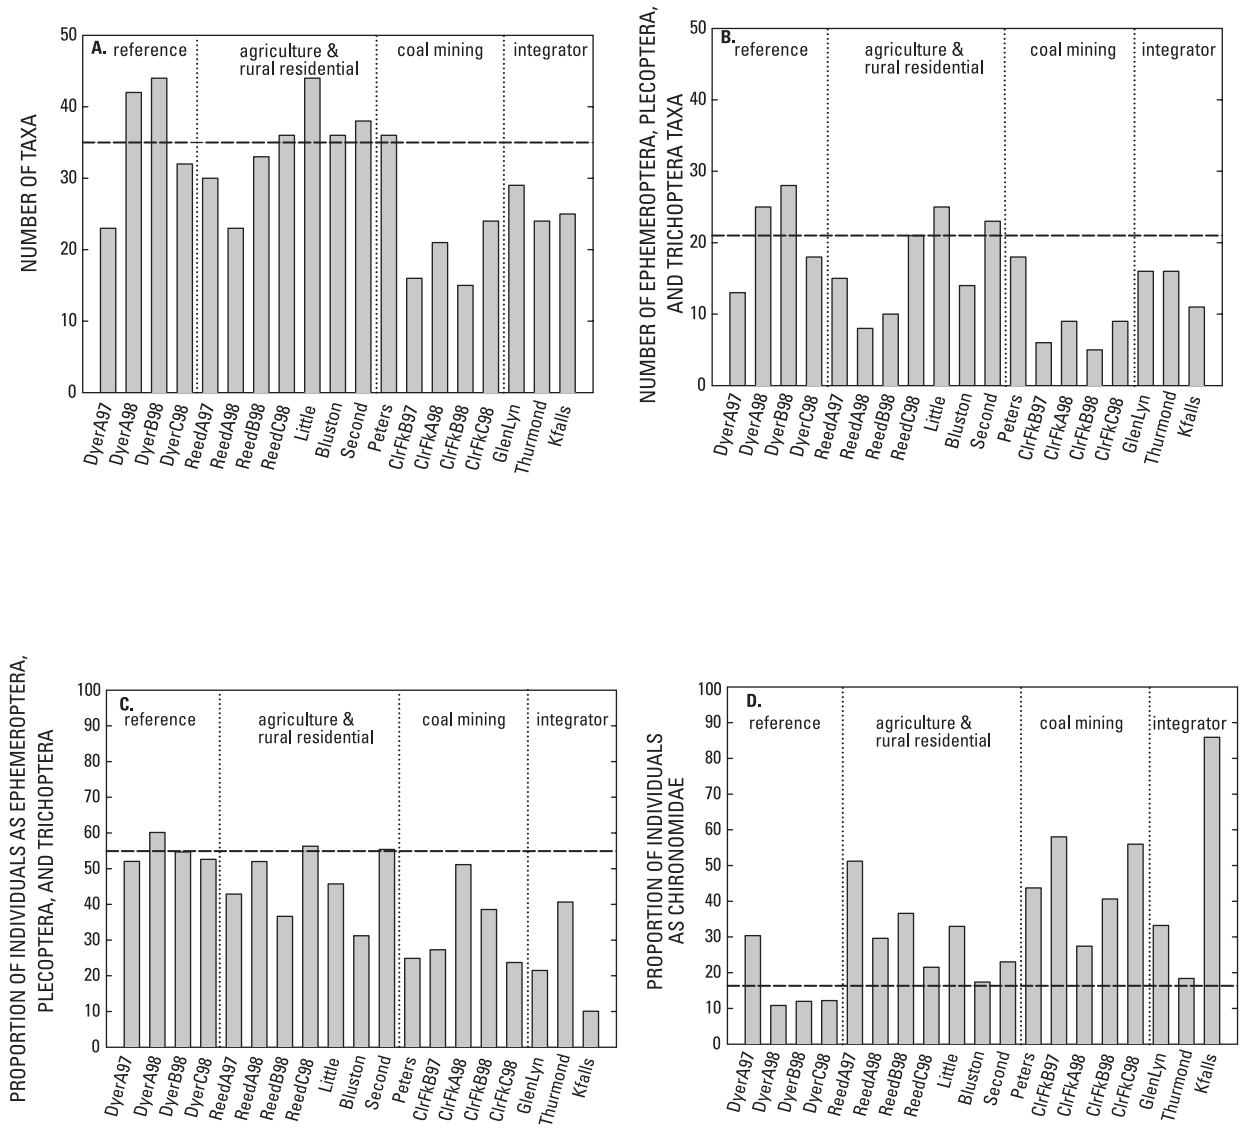 A.
reference
agriculture &
rural residential
coal mining
integrator
NUMBER OF TAXA
50
40
30
20
10
0
DyerA97
DyerA98
DyerB98
DyerC98
ReedA97
ReedA98
ReedB98
ReedC98
Little
Bluston
Second
Peters
ClrFkB97
ClrFkA98
ClrFkB98
ClrFkC98
GlenLyn
Thurmond
Kfalls
B.
reference
agriculture &
rural residential
coal mining
integrator
NUMBER OF EPHEMEROPTERA, PLECOPTERA,
AND TRICHOPTERA TAXA
50
40
30
20
10
0
DyerA97
DyerA98
DyerB98
DyerC98
ReedA97
ReedA98
ReedB98
ReedC98
Little
Bluston
Second
Peters
ClrFkB97
ClrFkA98
ClrFkB98
ClrFkC98
GlenLyn
Thurmond
Kfalls
C.
reference
agriculture &
rural residential
coal mining
integrator
PROPORTION OF INDIVIDUALS AS EPHEMEROPTERA,
PLECOPTERA, AND TRICHOPTERA
100
90
80
70
60
50
40
30
20
10
0
DyerA97
DyerA98
DyerB98
DyerC98
ReedA97
ReedA98
ReedB98
ReedC98
Little
Bluston
Second
Peters
ClrFkB97
ClrFkA98
ClrFkB98
ClrFkC98
GlenLyn
Thurmond
Kfalls
D.
reference
agriculture &
rural residential
coal mining
integrator
PROPORTION OF INDIVIDUALS
AS CHIRONOMIDAE
100
90
80
70
60
50
40
30
20
10
0
DyerA97
DyerA98
DyerB98
DyerC98
ReedA97
ReedA98
ReedB98
ReedC98
Little
Bluston
Second
Peters
ClrFkB97
ClrFkA98
ClrFkB98
ClrFkC98
GlenLyn
Thurmond
Kfalls